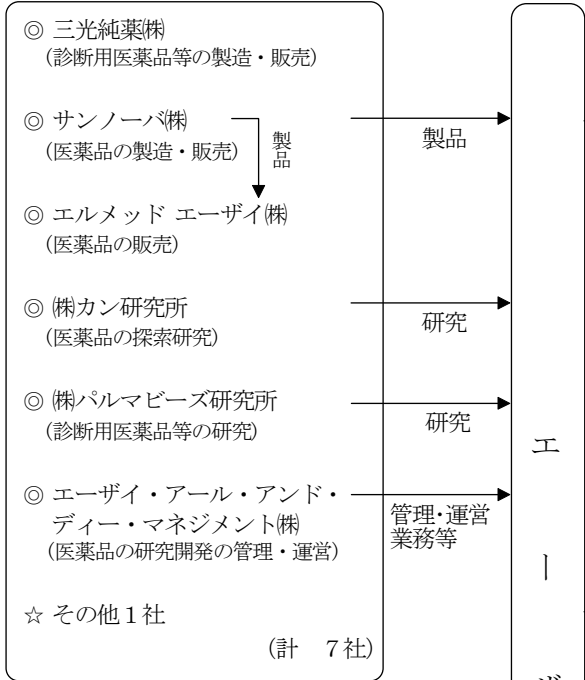 ◎ 三光純薬㈱
(診断用医薬品等の製造・販売)
◎ サンノーバ㈱
(医薬品の製造・販売)
製品
製品
◎ エルメッド エーザイ㈱
(医薬品の販売)
◎ ㈱カン研究所
(医薬品の探索研究)
研究
◎ ㈱パルマビーズ研究所
(診断用医薬品等の研究)
研究
◎ エーザイ・アール・アンド・
ディー・マネジメント㈱
(医薬品の研究開発の管理・運営)
管理・運営
業務等
☆ その他１社
(計 ７社)
エーザ